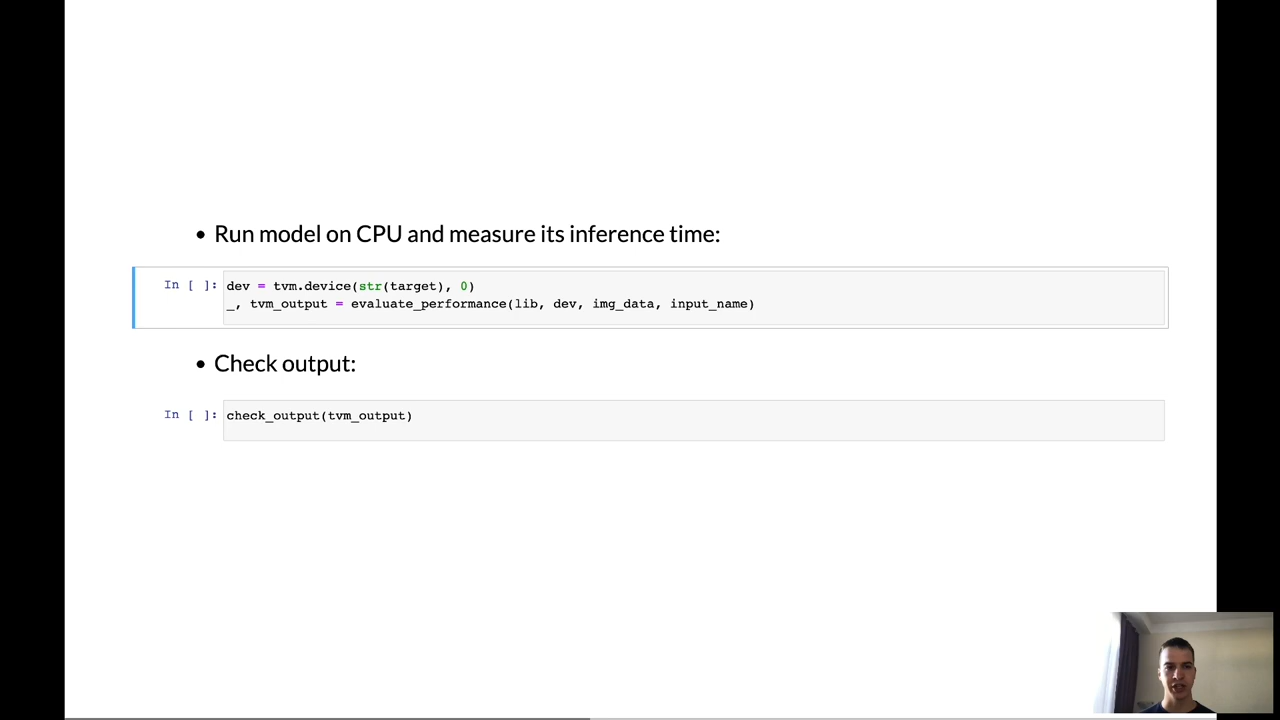 • Run model on CPU and measure its inference time:
In [ ]: dev = tvm.device(str(target), 0)
_, tvm_output = evaluate_performance(lib, dev, img_data, input_name)
• Check output:
In [ ]: check_output(tvm_output)